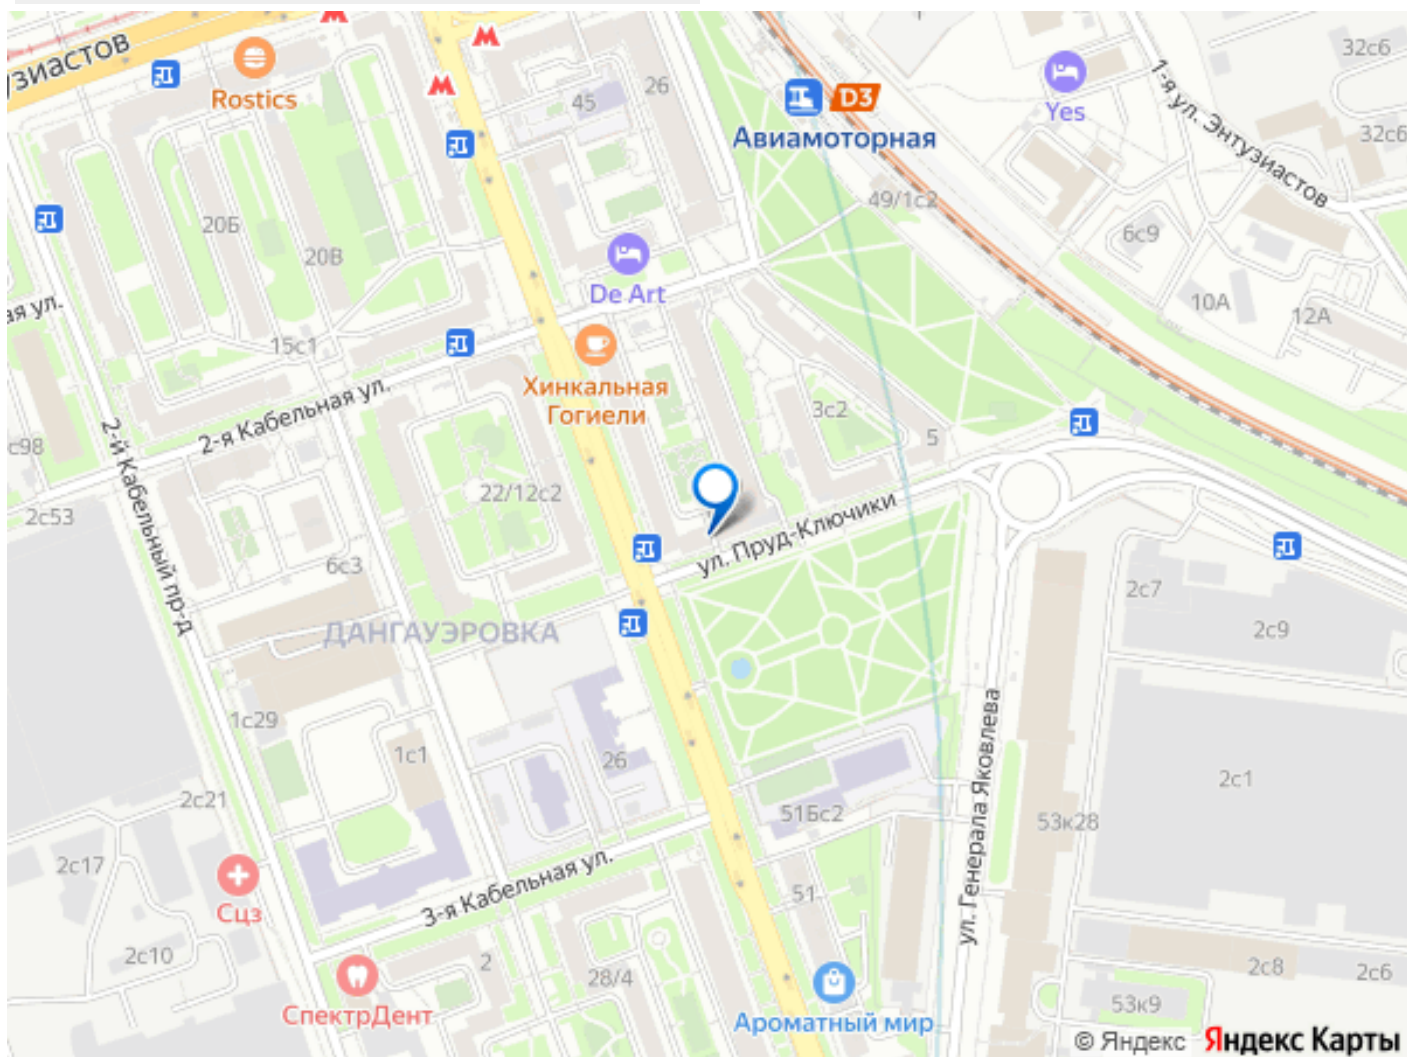 узиастов
Rostics
45
26
D3
Авиамоторная
Yes
32с6
32с6
1-я ул. Энтузиастов
49/1с2
6с9
20Б
20В
De Art
10А
12А
ая ул.
15с1
Хинкальная
Гогиели
2-я Кабельная ул.
3с2
5
с98
2-й Кабельный пр-д
22/12с2
2с53
ул. Пруд-Ключики
6с3
2с7
2с9
ДАНГАУЭРОВКА
1с29
1с1
26
ул. Генерала Яковлева
2с1
2с21
51Бс2
53к28
2с17
3-я Кабельная ул.
51
Сцз
2с10
2
28/4
2с8
2с6
СпектрДент
Ароматный мир
53к9
© Яндекс Яндекс Карты